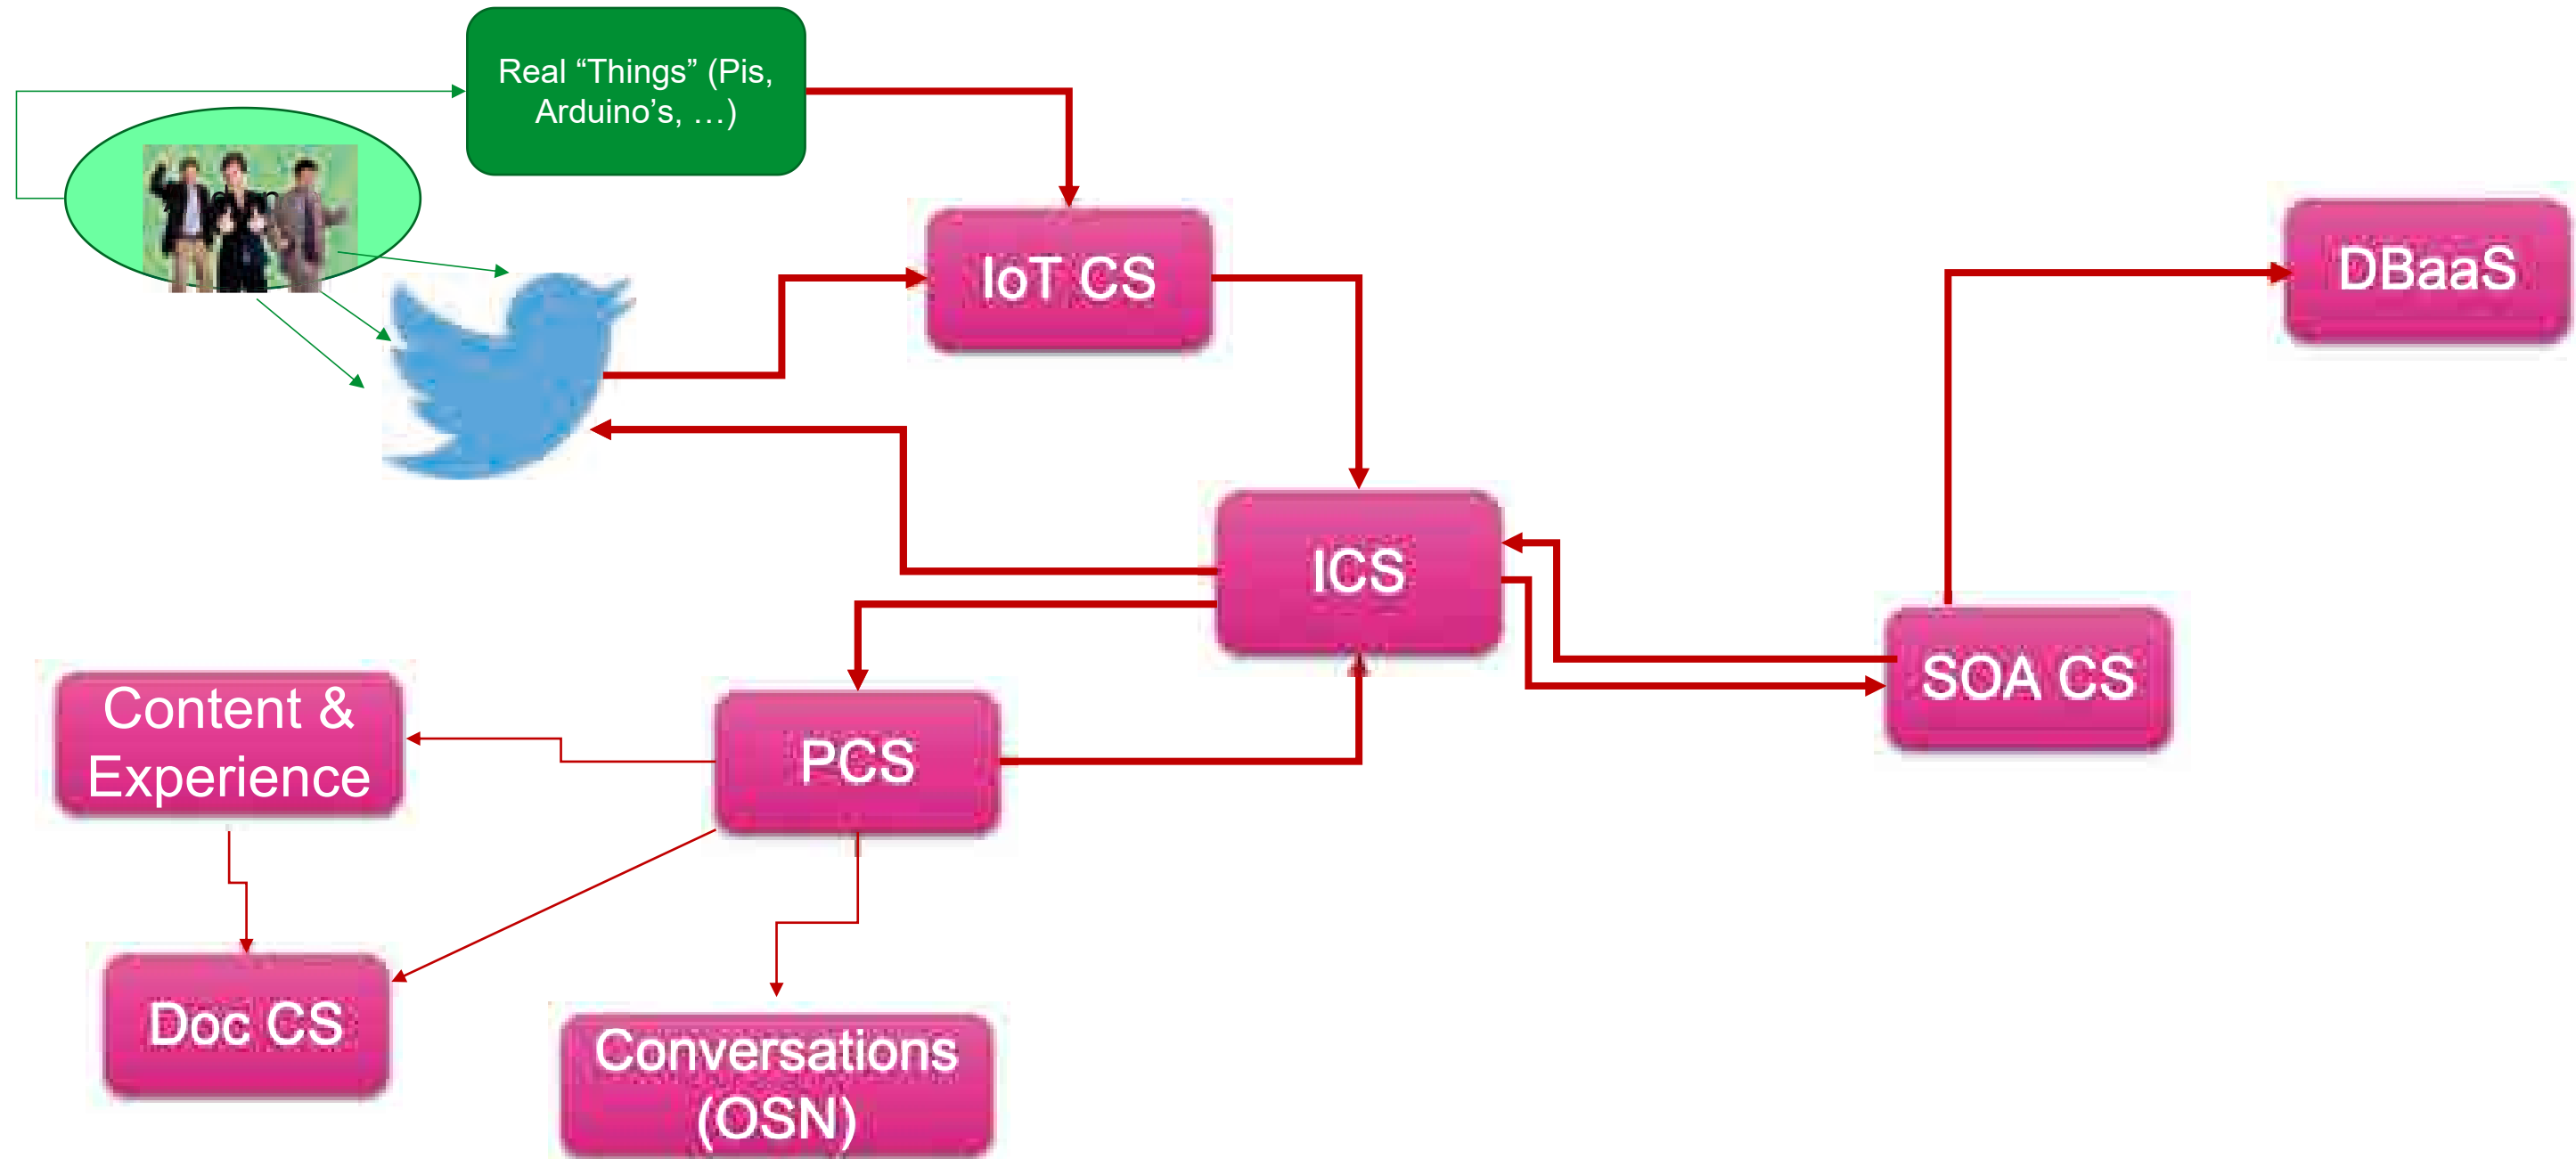 Real “Things” (Pis,
Arduino’s, …)
IoT CS
DBaaS
ICS
SOA CS
Content &
Experience
PCS
Doc CS
Conversations
(OSN)